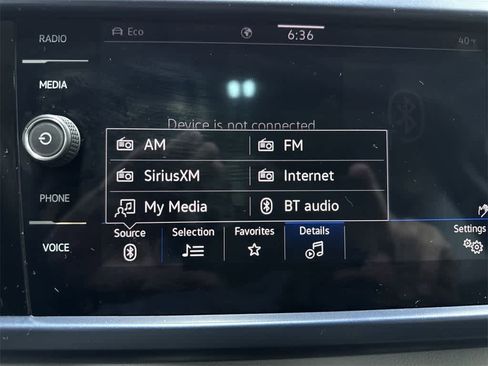 RADIO
Eco
6:36
40°F
MEDIA
Device is not connected.
AM
FM
SiriusXM
Internet
PHONE
My Media
BT audio
VOICE
Source
Selection
Favorites
Details
Settings